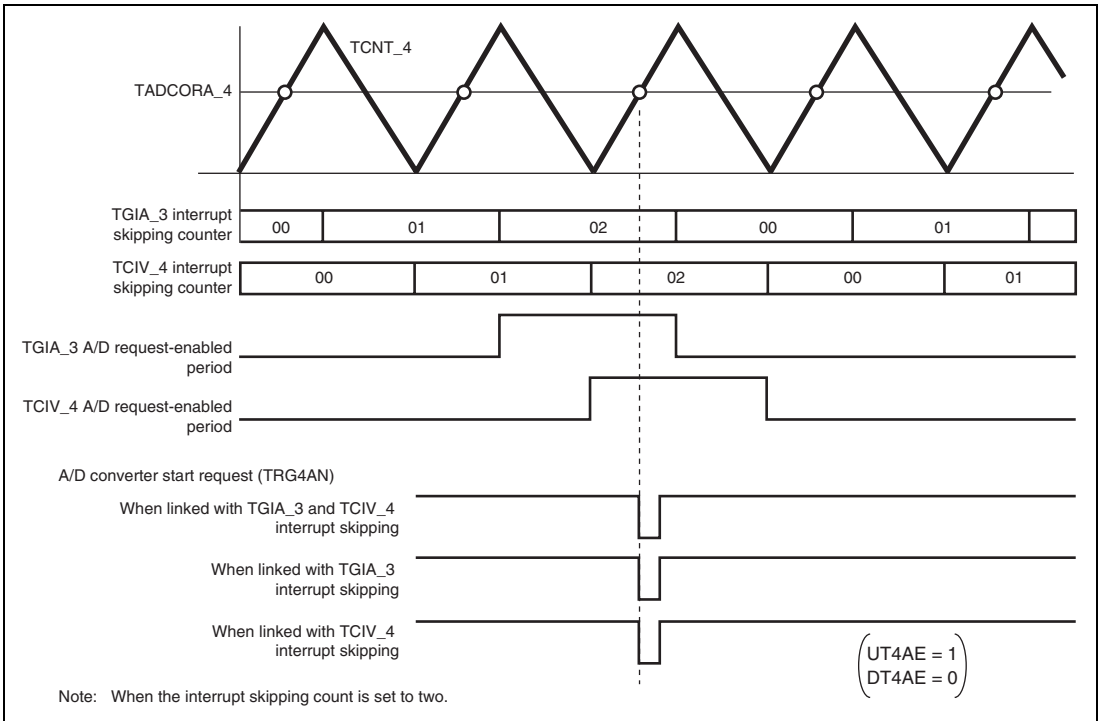 TCNT_4
TADCORA_4
TGIA_3 interrupt
skipping counter
00 01 02 00 01
TCIV_4 interrupt
skipping counter
00 01 02 00 01
TGIA_3 A/D request-enabled
period
TCIV_4 A/D request-enabled
period
A/D converter start request (TRG4AN)
When linked with TGIA_3 and TCIV_4
interrupt skipping
When linked with TGIA_3
interrupt skipping
When linked with TCIV_4
interrupt skipping
UT4AE = 1
DT4AE = 0
Note: When the interrupt skipping count is set to two.